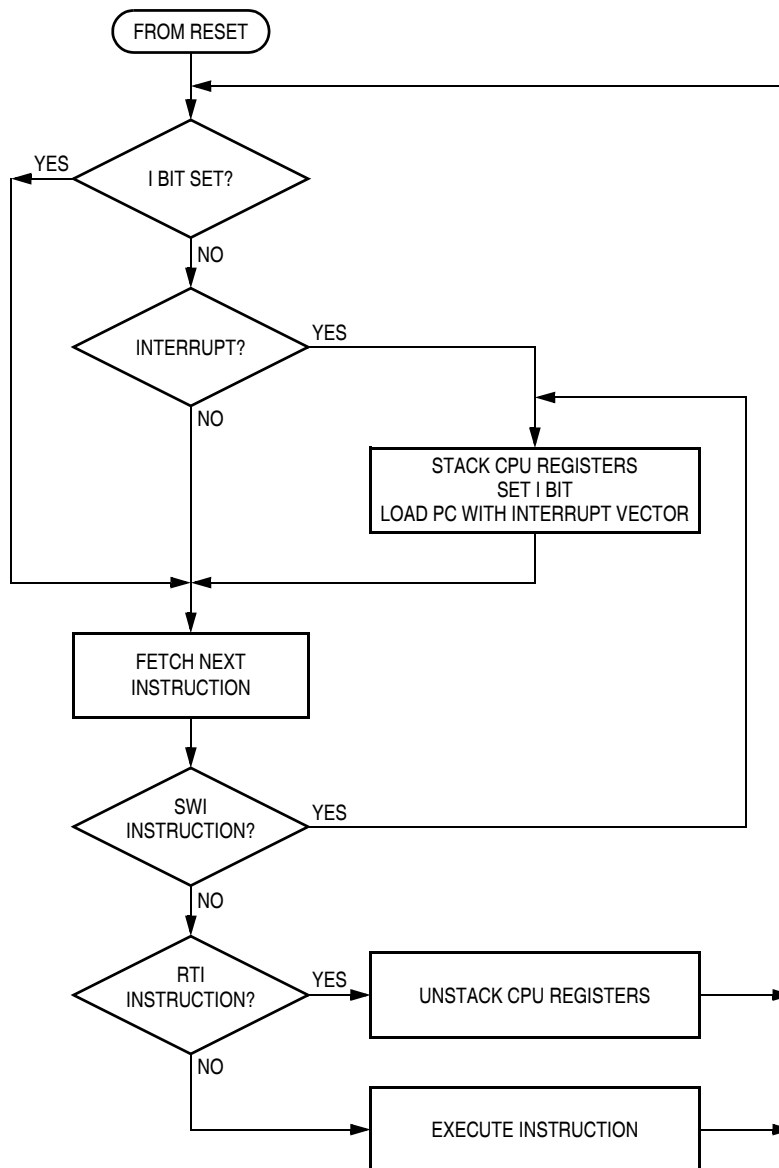 FROM RESET
YES
I BIT SET?
NO
INTERRUPT?
YES
NO
STACK CPU REGISTERS
SET I BIT
LOAD PC WITH INTERRUPT VECTOR
FETCH NEXT
INSTRUCTION
SWI
INSTRUCTION?
YES
NO
RTI
INSTRUCTION?
YES
UNSTACK CPU REGISTERS
NO
EXECUTE INSTRUCTION